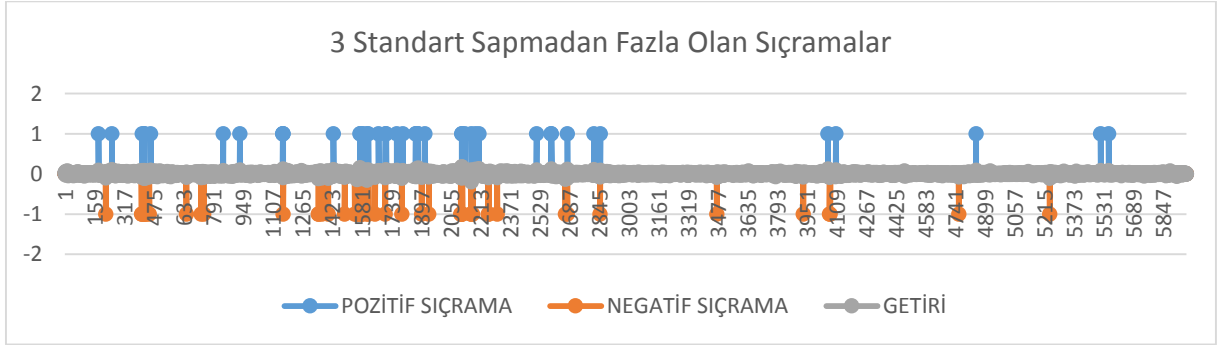 3 Standart Sapmadan Fazla Olan Sıçramalar
2
1
0
-1
-2
1 159 317 475 633 791 949 1107 1265 1423 1581 1739 1897 2055 2213 2371 2529 2687 2845 3003 3161 3319 3477 3635 3793 3951 4109 4267 4425 4583 4741 4899 5057 5215 5373 5531 5689 5847
POZİTİF SIÇRAMA NEGATİF SIÇRAMA GETİRİ